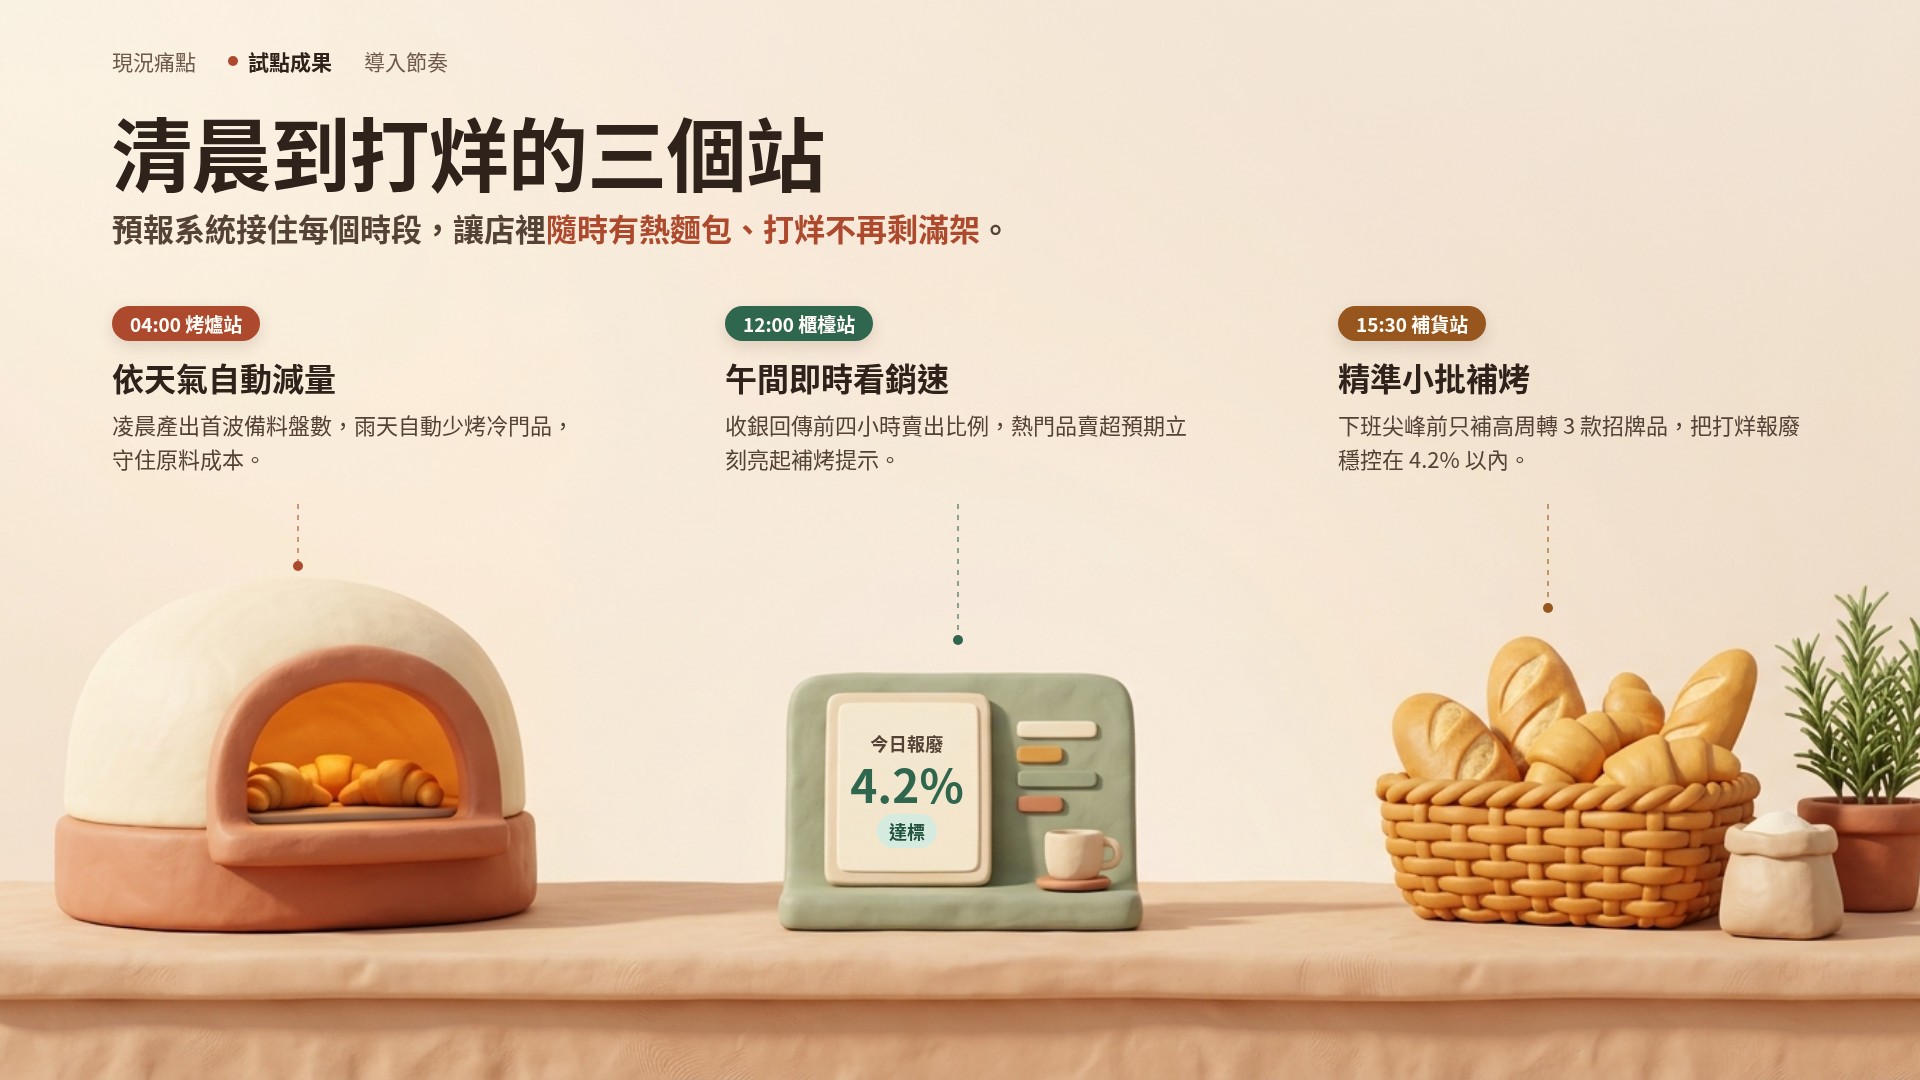 現況痛點
試點成果
導入節奏
清晨到打烊的三個站
預報系統接住每個時段，讓店裡隨時有熱麵包、打烊不再剩滿架。
04:00 烤爐站
依天氣自動減量
凌晨產出首波備料盤數，雨天自動少烤冷門品，
守住原料成本。
12:00 櫃檯站
午間即時看銷速
收銀回傳前四小時賣出比例，熱門品賣超預期立
刻亮起補烤提示。
15:30 補貨站
精準小批補烤
下班尖峰前只補高周轉 3 款招牌品，把打烊報廢
穩控在 4.2% 以內。
今日報廢
4.2%
達標